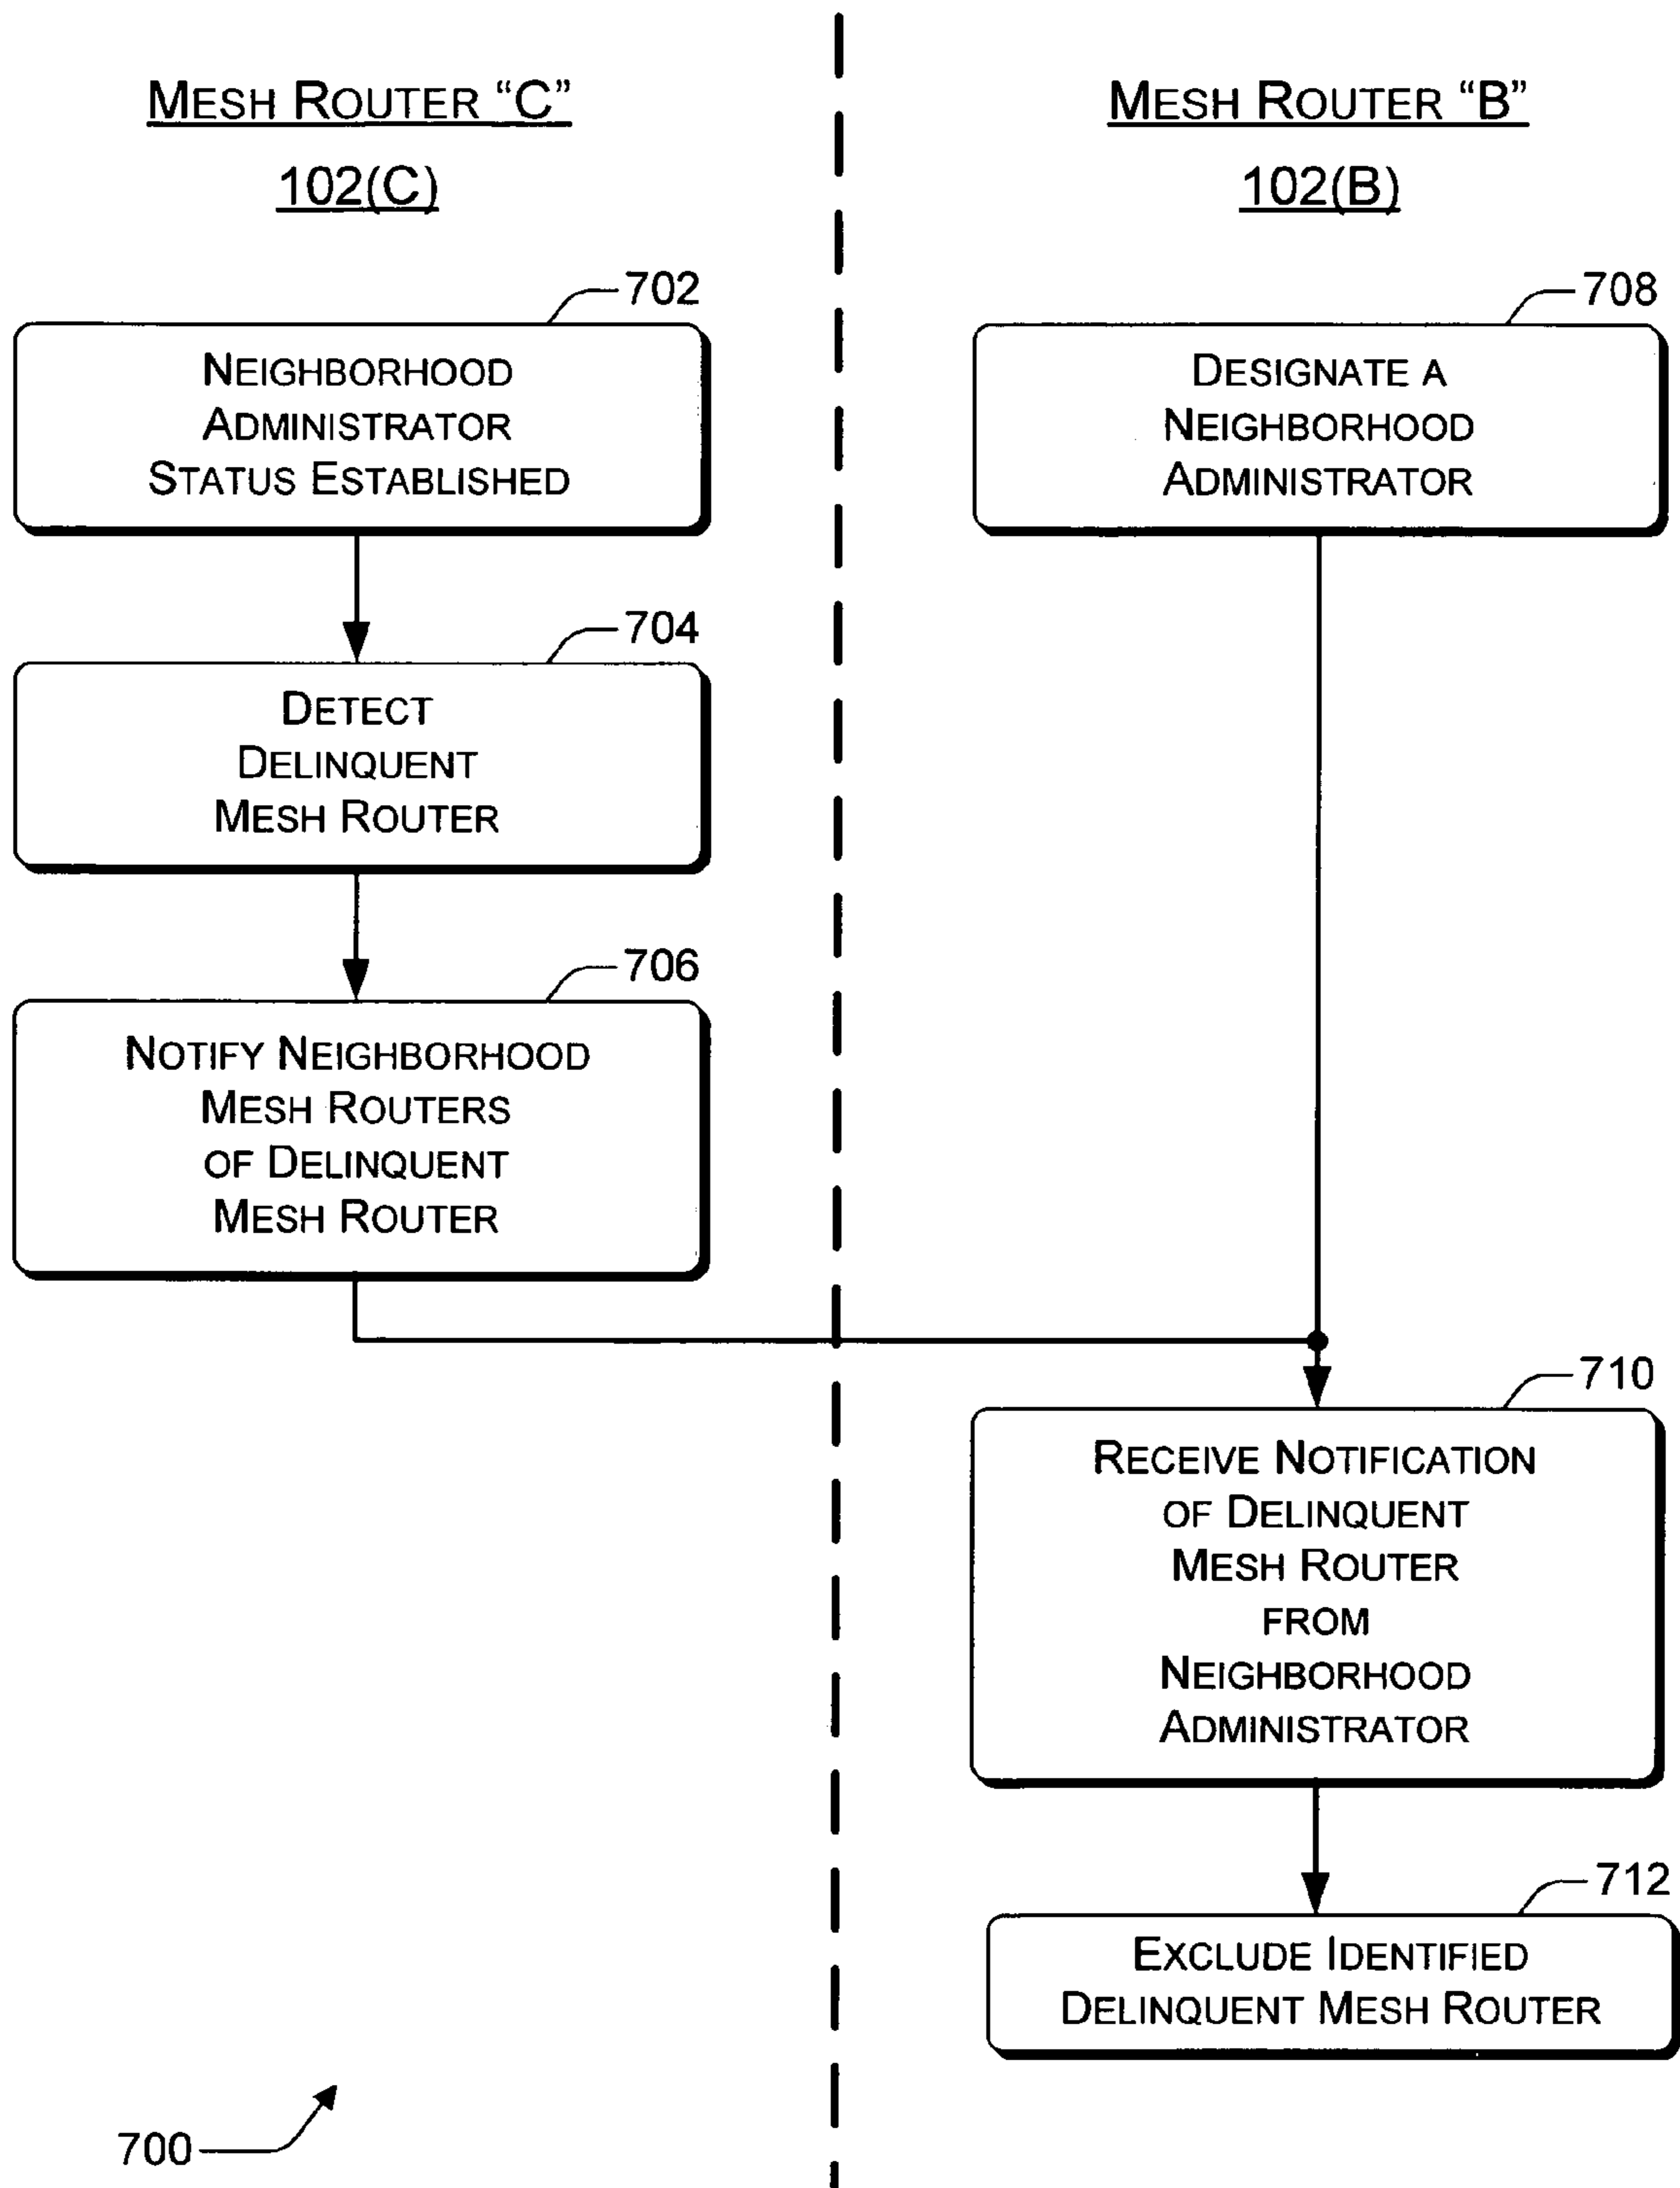 MESH ROUTER “C”
102(C)
702
NEIGHBORHOOD
ADMINISTRATOR
STATUS ESTABLISHED
704
DETECT
DELINQUENT
MESH ROUTER
706
NOTIFY NEIGHBORHOOD
MESH ROUTERS
OF DELINQUENT
MESH ROUTER
MESH ROUTER “B”
102(B)
708
DESIGNATE A
NEIGHBORHOOD
ADMINISTRATOR
710
RECEIVE NOTIFICATION
OF DELINQUENT
MESH ROUTER
FROM
NEIGHBORHOOD
ADMINISTRATOR
712
EXCLUDE IDENTIFIED
DELINQUENT MESH ROUTER
700